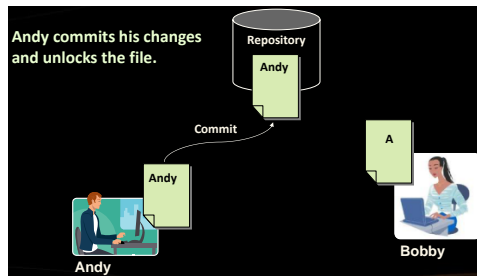 Andy commits his changes
and unlocks the file.
Repository
Andy
Commit
A
Andy
Bobby
Andy